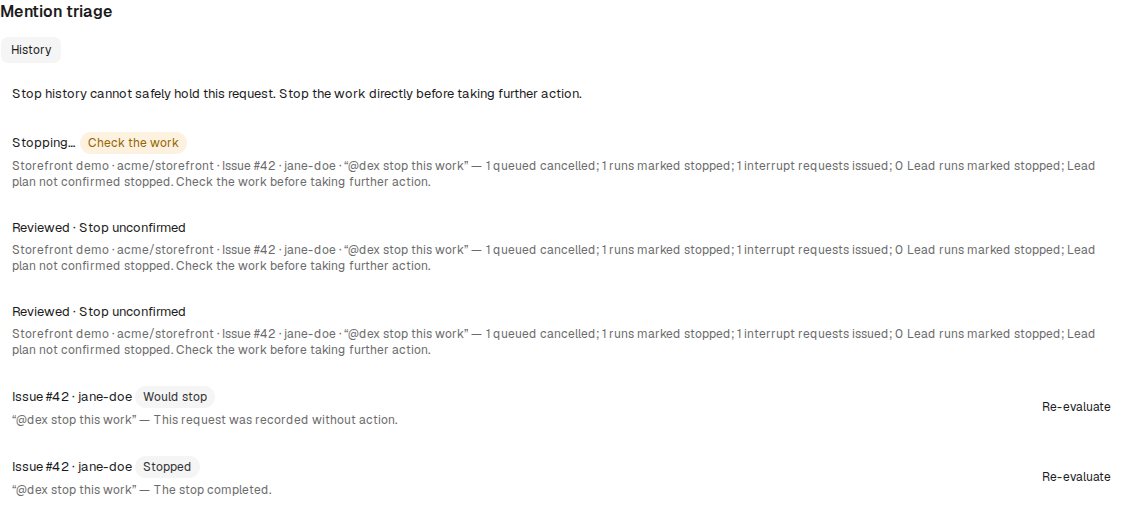 Mention triage
History
Stop history cannot safely hold this request. Stop the work directly before taking further action.
Stopping… Check the work
Storefront demo · acme/storefront · Issue #42 · jane-doe · “@dex stop this work” — 1 queued cancelled; 1 runs marked stopped; 1 interrupt requests issued; 0 Lead runs marked stopped; Lead
plan not confirmed stopped. Check the work before taking further action.
Reviewed · Stop unconfirmed
Storefront demo · acme/storefront · Issue #42 · jane-doe · “@dex stop this work” — 1 queued cancelled; 1 runs marked stopped; 1 interrupt requests issued; 0 Lead runs marked stopped; Lead
plan not confirmed stopped. Check the work before taking further action.
Reviewed · Stop unconfirmed
Storefront demo · acme/storefront · Issue #42 · jane-doe · “@dex stop this work” — 1 queued cancelled; 1 runs marked stopped; 1 interrupt requests issued; 0 Lead runs marked stopped; Lead
plan not confirmed stopped. Check the work before taking further action.
Issue #42 · jane-doe Would stop
Re-evaluate
“@dex stop this work” — This request was recorded without action.
Issue #42 · jane-doe Stopped
Re-evaluate
“@dex stop this work” — The stop completed.